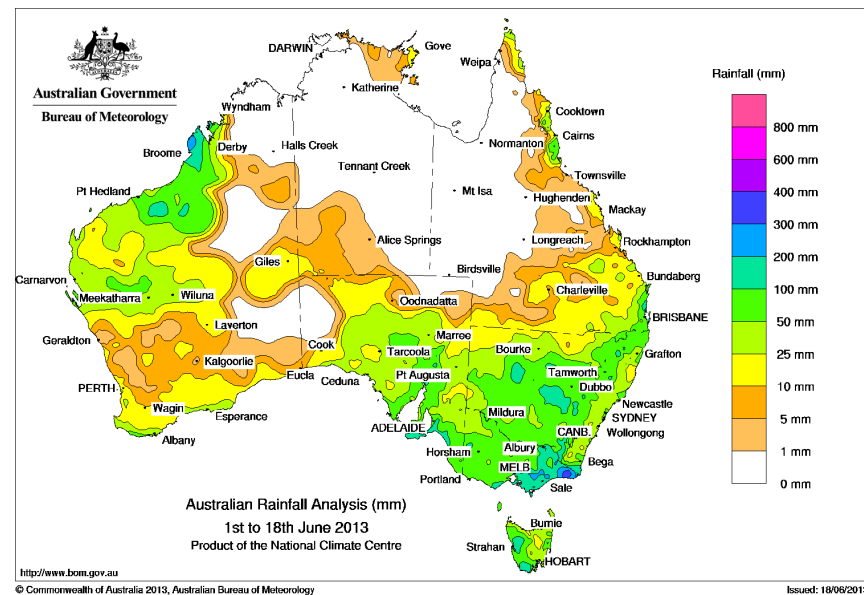 Australian Government
Bureau of Meteorology
DARWIN
Gove
Weipa
Katherine
Wyndham
Cooktown
Cairns
Broome
Derby
Halls Creek
Normanton
Tennant Creek
Townsville
Pt Hedland
Mt Isa
Hughenden
Mackay
Alice Springs
Longreach
Rockhampton
Giles
Birdsville
Carnarvon
Bundaberg
Meekatharra
Wiluna
Charleville
Oodnadatta
BRISBANE
Laverton
Geraldton
Cook
Marree
Bourke
Grafton
Kalgoorlie
Tarcoola
Eucla
Ceduna
Pt Augusta
Tamworth
Dubbo
PERTH
Wagin
Esperance
Mildura
Newcastle
SYDNEY
Wollongong
ADELAIDE
CANB.
Albany
Horsham
Albury
Bega
MELB
Portland
Sale
Burnie
Strahan
HOBART
Rainfall (mm)
800 mm
600 mm
400 mm
300 mm
200 mm
100 mm
50 mm
25 mm
10 mm
5 mm
1 mm
0 mm
Australian Rainfall Analysis (mm)
1st to 18th June 2013
Product of the National Climate Centre
http://www.bom.gov.au
© Commonwealth of Australia 2013, Australian Bureau of Meteorology
Issued: 18/06/201